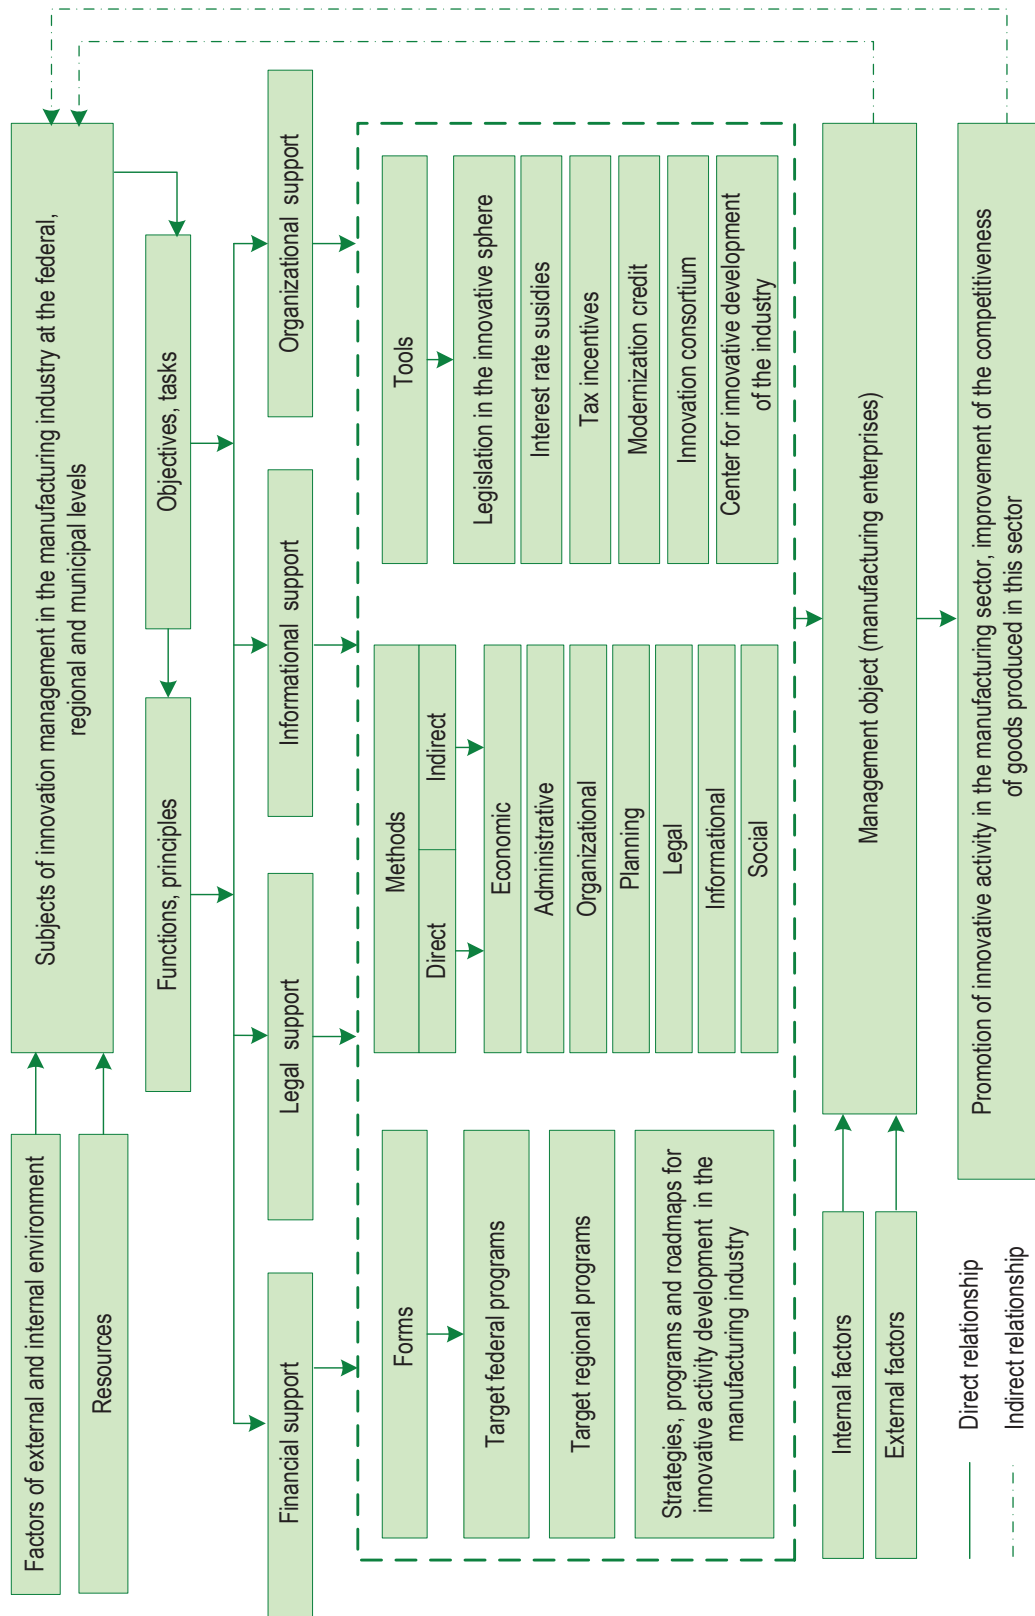 Factors of external and internal environment
Resources
Subjects of innovation management in the manufacturing industry at the federal,
regional and municipal levels
Functions, principles
Objectives, tasks
Financial support
Legal support
Informational support
Organizational support
Forms
Target federal programs
Target regional programs
Strategies, programs and roadmaps for
innovative activity development in the
manufacturing industry
Methods
Direct
Indirect
Economic
Administrative
Organizational
Planning
Legal
Informational
Social
Tools
Legislation in the innovative sphere
Interest rate susidies
Tax incentives
Modernization credit
Innovation consortium
Center for innovative development
of the industry
Internal factors
External factors
Management object (manufacturing enterprises)
Promotion of innovative activity in the manufacturing sector, improvement of the competitiveness
of goods produced in this sector
Direct relationship
Indirect relationship